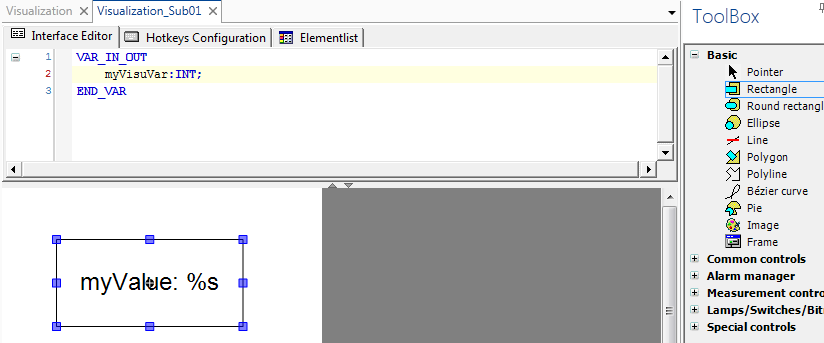 Visualization
Visualization_Sub01
ToolBox
Interface Editor
Hotkeys Configuration
Elementlist
1 VAR_IN_OUT
2 myVisuVar:INT;
3 END_VAR
myValue: %s
Basic
Pointer
Rectangle
Round rectangl
Ellipse
Line
Polygon
Polyline
Bézier curve
Pie
Image
Frame
Common controls
Alarm manager
Measurement contro
Lamps/Switches/Bit
Special controls